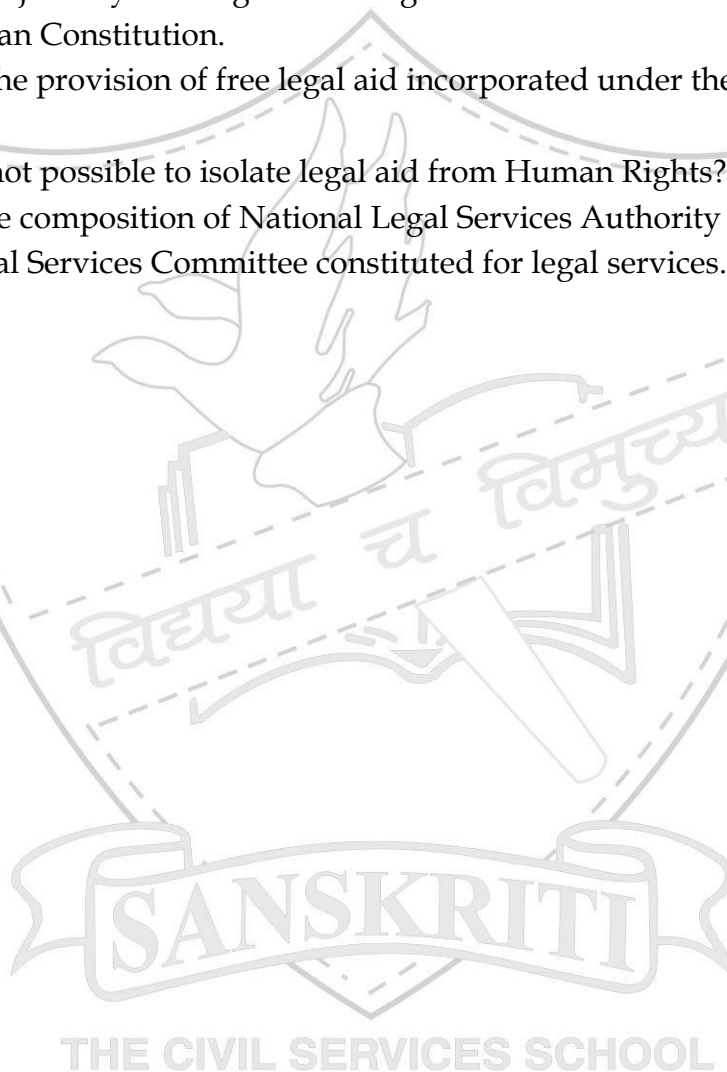 an Constitution.
he provision of free legal aid incorporated under the
not possible to isolate legal aid from Human Rights?
e composition of National Legal Services Authority
al Services Committee constituted for legal services.
विद्यया च विमुच्य
SANSKRITI
THE CIVIL SERVICES SCHOOL